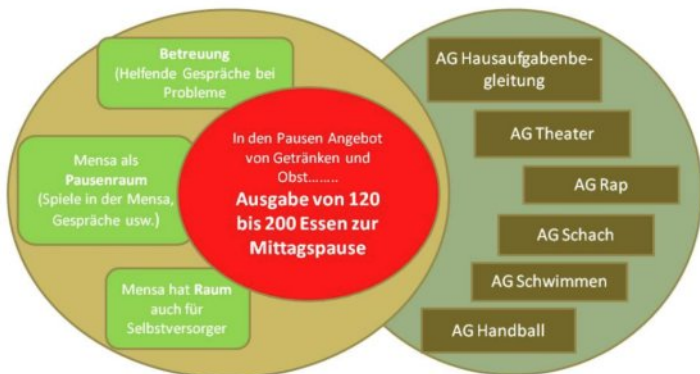 Betreuung
(Helfende Gespräche bei
Probleme
Mensa als
Pausenraum
(Spiele in der Mensa,
Gespräche usw.)
Mensa hat Raum
auch für
Selbstversorger
In den Pausen Angebot
von Getränken und
Obst........
Ausgabe von 120
bis 200 Essen zur
Mittagspause
AG Hausaufgabenbe-
gleitung
AG Theater
AG Rap
AG Schach
AG Schwimmen
AG Handball